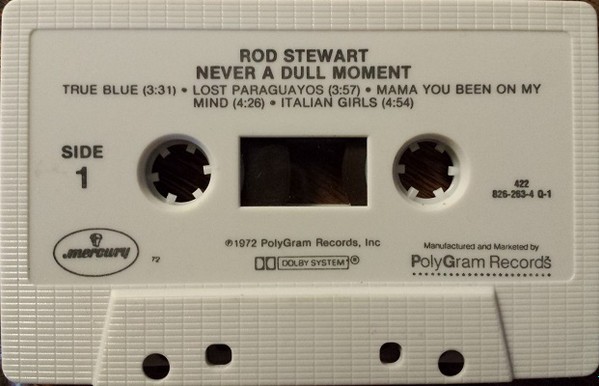 ROD STEWART
NEVER A DULL MOMENT
TRUE BLUE (3:31) • LOST PARAGUAYOS (3:57) • MAMA YOU BEEN ON MY
MIND (4:26) • ITALIAN GIRLS (4:54)
SIDE
1
422
826-263-4 Q-1
mercury
72
℗1972 PolyGram Records, Inc
DOLBY SYSTEM®
Manufactured and Marketed by
PolyGram Records